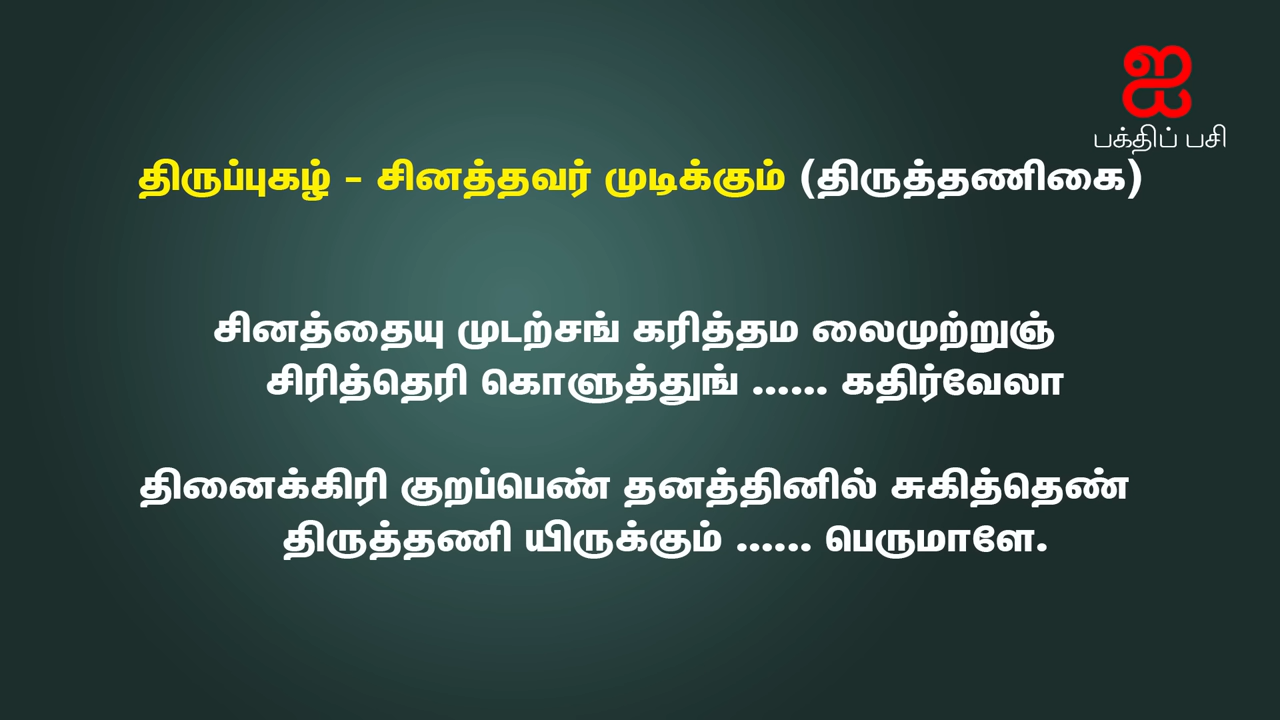 ஐ
பக்திப் பசி
திருப்புகழ் - சினத்தவர் முடிக்கும் (திருத்தணிகை)
சினத்தையு முடற்சங் கரித்தம லைமுற்றுஞ்
சிரித்தெரி கொளுத்துங் ...... கதிர்வேலா
தினைக்கிரி குறப்பெண் தனத்தினில் சுகித்தெண்
திருத்தணி யிருக்கும் ...... பெருமாளே.